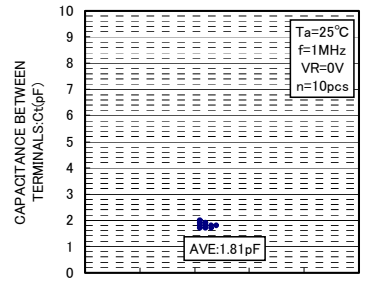 CAPACITANCE BETWEEN
TERMINALS:Ct(pF)
10
9
8
7
6
5
4
3
2
1
0
Ta=25℃
f=1MHz
VR=0V
n=10pcs
AVE:1.81pF